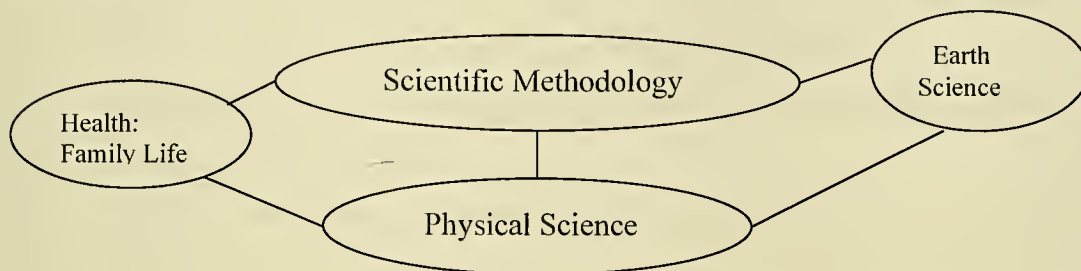 Scientific Methodology
Earth
Science
Health:
Family Life
Physical Science